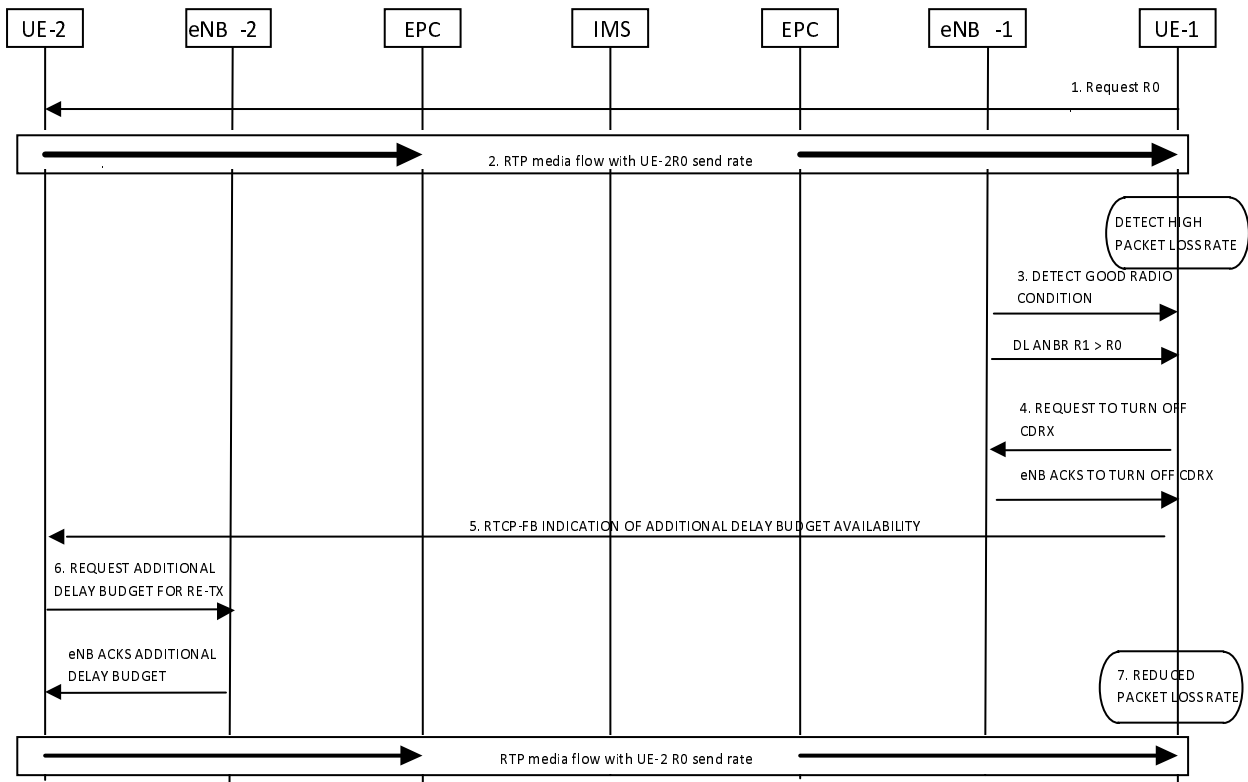 UE-2
eNB -2
EPC
IMS
EPC
eNB -1
UE-1
1. Request R0
2. RTP media flow with UE-2R0 send rate
DETECT HIGH
PACKET LOSS RATE
3. DETECT GOOD RADIO
CONDITION
DL ANBR R1 > R0
4. REQUEST TO TURN OFF
CDRX
eNB ACKS TO TURN OFF CDRX
5. RTCP-FB INDICATION OF ADDITIONAL DELAY BUDGET AVAILABILITY
6. REQUEST ADDITIONAL
DELAY BUDGET FOR RE-TX
eNB ACKS ADDITIONAL
DELAY BUDGET
7. REDUCED
PACKET LOSS RATE
RTP media flow with UE-2 R0 send rate